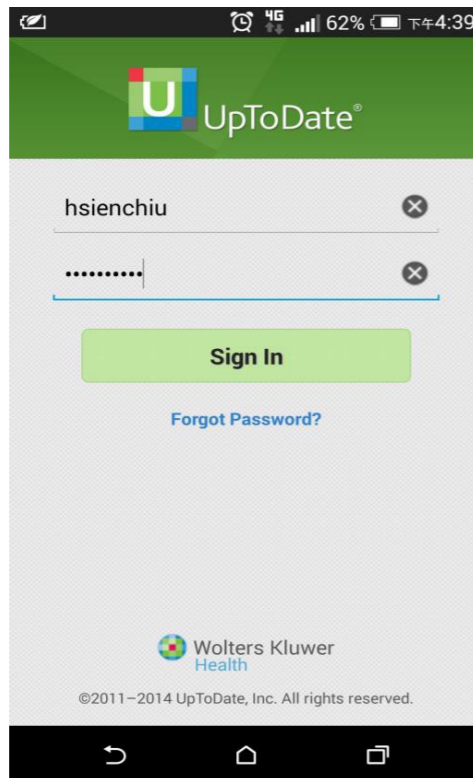 4G 62% 下午4:39
U UpToDate®
hsienchiu
••••••••••
Sign In
Forgot Password?
Wolters Kluwer
Health
©2011–2014 UpToDate, Inc. All rights reserved.